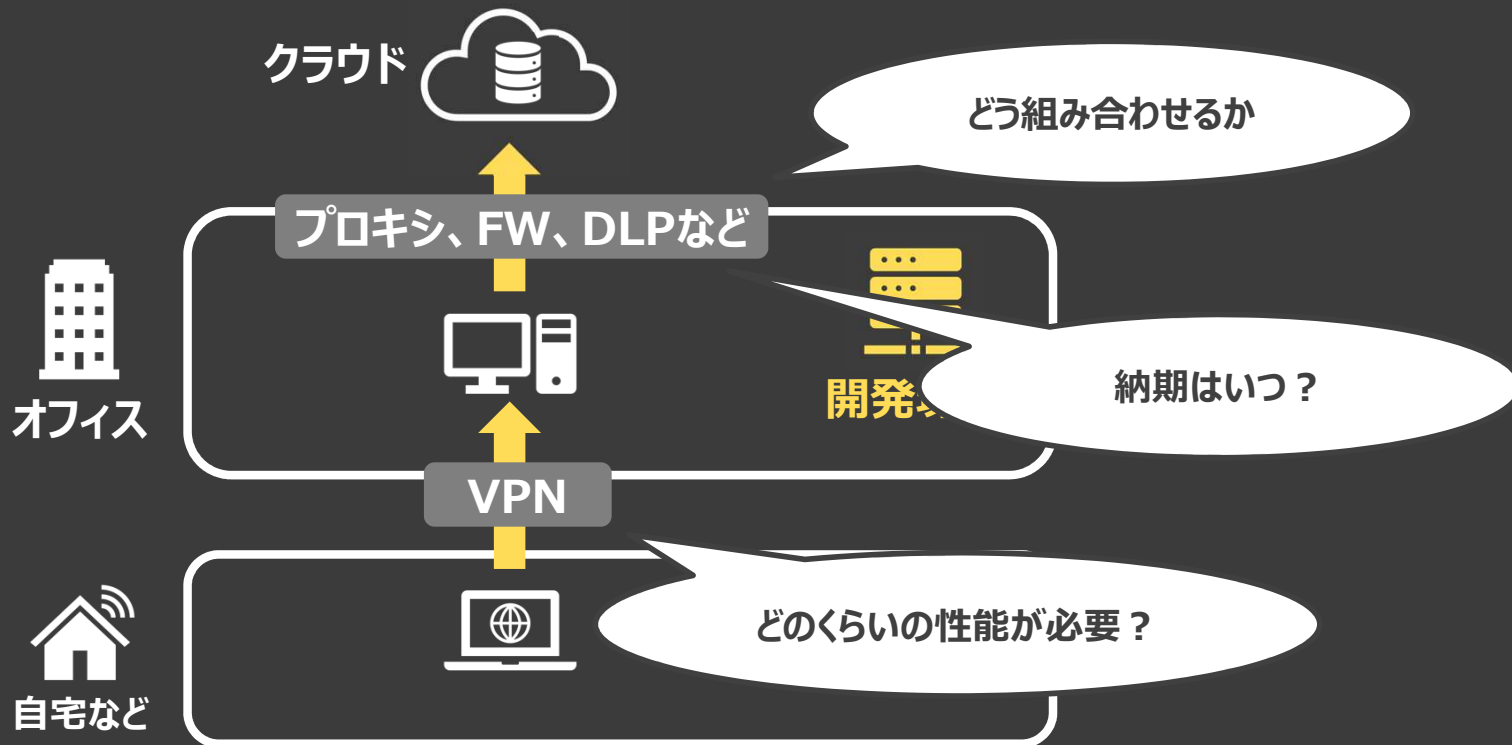 クラウド
どう組み合わせるか
プロキシ、FW、DLPなど
オフィス
開発
納期はいつ？
VPN
どのくらいの性能が必要？
自宅など